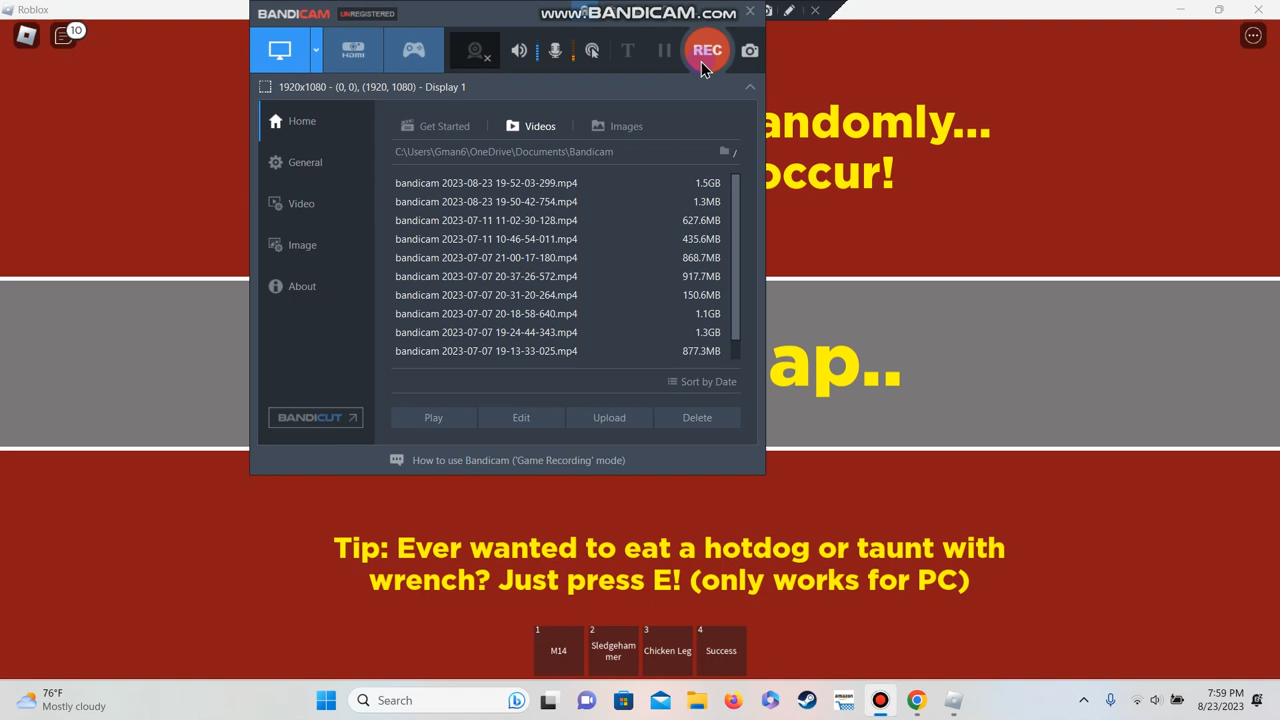 Roblox
BANDICAM UNREGISTERED
www.BANDICAM.com
10
HDMI
T
REC
1920x1080 - (0, 0), (1920, 1080) - Display 1
Home
General
Video
Image
About
BANDICUT
Get Started
Videos
Images
C:\Users\Gman6\OneDrive\Documents\Bandicam
/
bandicam 2023-08-23 19-52-03-299.mp4 1.5GB
bandicam 2023-08-23 19-50-42-754.mp4 1.3MB
bandicam 2023-07-11 11-02-30-128.mp4 627.6MB
bandicam 2023-07-11 10-46-54-011.mp4 435.6MB
bandicam 2023-07-07 21-00-17-180.mp4 868.7MB
bandicam 2023-07-07 20-37-26-572.mp4 917.7MB
bandicam 2023-07-07 20-31-20-264.mp4 150.6MB
bandicam 2023-07-07 20-18-58-640.mp4 1.1GB
bandicam 2023-07-07 19-24-44-343.mp4 1.3GB
bandicam 2023-07-07 19-13-33-025.mp4 877.3MB
Sort by Date
Play Edit Upload Delete
How to use Bandicam ('Game Recording' mode)
andomly...
occur!
ap..
Tip: Ever wanted to eat a hotdog or taunt with
wrench? Just press E! (only works for PC)
1 M14
2 Sledgeham
mer
3 Chicken Leg
4 Success
76°F
Mostly cloudy
Search
7:59 PM
8/23/2023